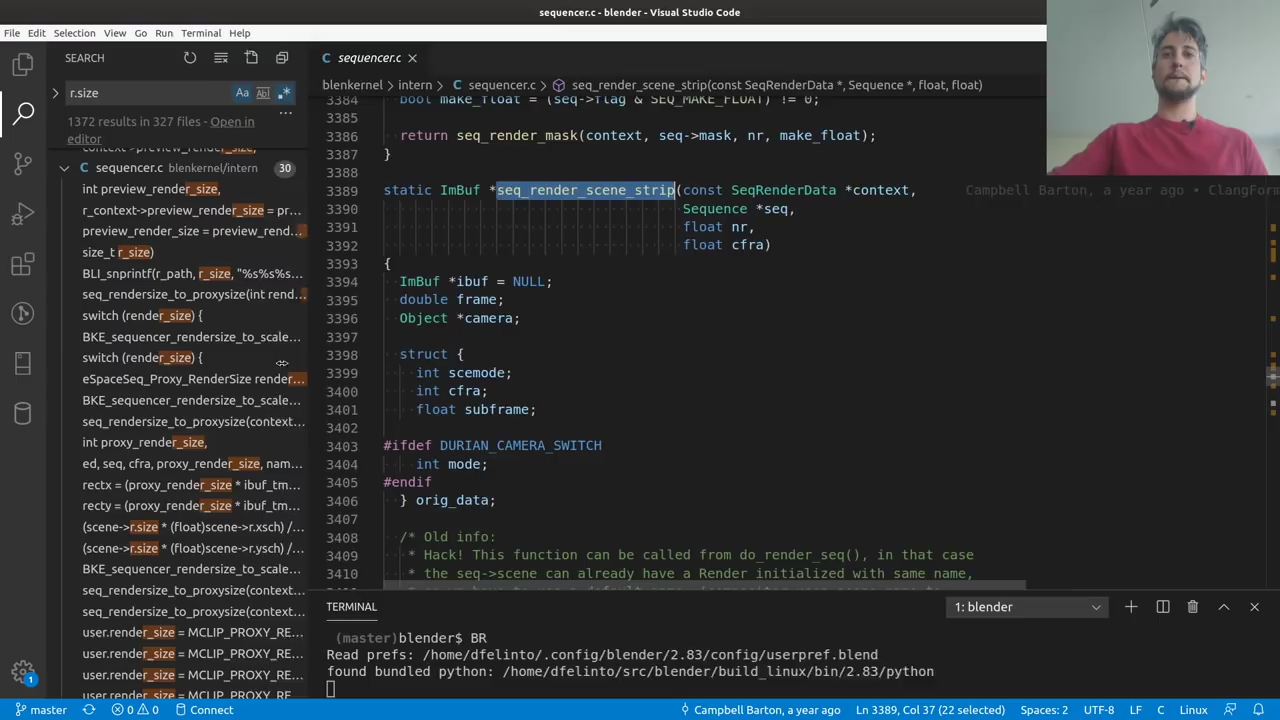 sequencer.c - blender - Visual Studio Code
File Edit Selection View Go Run Terminal Help
SEARCH
r.size
Aa Abl .*
1372 results in 327 files - Open in
editor
sequencer.c blenkernel/intern 30
int preview_render_size,
r_context->preview_render_size = pr…
preview_render_size = preview_rend…
size_t r_size)
BLI_snprintf(r_path, r_size, "%s%s%s…
seq_rendersize_to_proxysize(int rend…
switch (render_size) {
BKE_sequencer_rendersize_to_scale…
switch (render_size) {
eSpaceSeq_Proxy_RenderSize render…
BKE_sequencer_rendersize_to_scale…
seq_rendersize_to_proxysize(context…
int proxy_render_size,
ed, seq, cfra, proxy_render_size, nam…
rectx = (proxy_render_size * ibuf_tm…
recty = (proxy_render_size * ibuf_tm…
(scene->r.size * (float)scene->r.xsch) /…
(scene->r.size * (float)scene->r.ysch) /…
BKE_sequencer_rendersize_to_scale…
seq_rendersize_to_proxysize(context…
seq_rendersize_to_proxysize(context…
user.render_size = MCLIP_PROXY_RE…
user.render_size = MCLIP_PROXY_RE…
user.render_size = MCLIP_PROXY_RE…
user.render_size = MCLIP_PROXY_RE…
C sequencer.c
blenkernel > intern > C sequencer.c > seq_render_scene_strip(const SeqRenderData *, Sequence *, float, float)
3384 bool make_float = (seq->flag & SEQ_MAKE_FLOAT) != 0;
3385
3386 return seq_render_mask(context, seq->mask, nr, make_float);
3387 }
3388
3389 static ImBuf *seq_render_scene_strip(const SeqRenderData *context, Campbell Barton, a year ago • ClangForm
3390 Sequence *seq,
3391 float nr,
3392 float cfra)
3393 {
3394 ImBuf *ibuf = NULL;
3395 double frame;
3396 Object *camera;
3397
3398 struct {
3399 int scemode;
3400 int cfra;
3401 float subframe;
3402
3403 #ifdef DURIAN_CAMERA_SWITCH
3404 int mode;
3405 #endif
3406 } orig_data;
3407
3408 /* Old info:
3409 * Hack! This function can be called from do_render_seq(), in that case
3410 * the seq->scene can already have a Render initialized with same name,
TERMINAL
1: blender
(master)blender$ BR
Read prefs: /home/dfelinto/.config/blender/2.83/config/userpref.blend
found bundled python: /home/dfelinto/src/blender/build_linux/bin/2.83/python
1
master 0 0 Connect Campbell Barton, a year ago Ln 3389, Col 37 (22 selected) Spaces: 2 UTF-8 LF C Linux